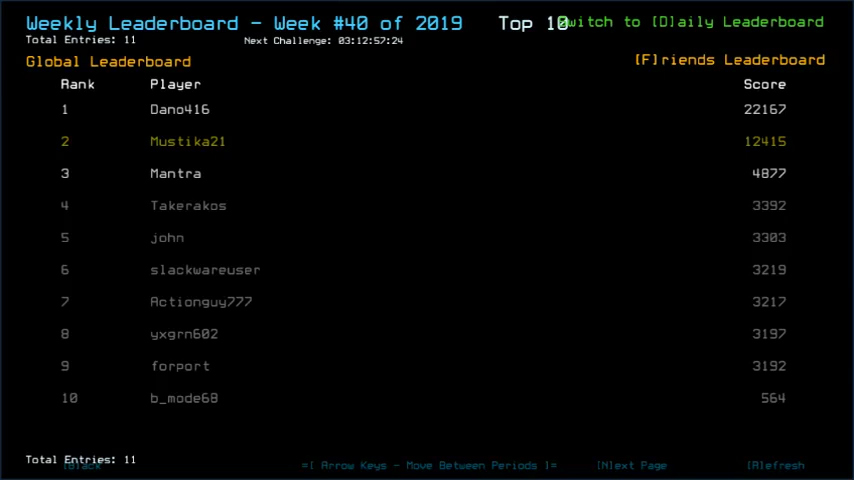 Weekly Leaderboard - Week #40 of 2019 Top 10 witch to [D]aily Leaderboard
Total Entries: 11 Next Challenge: 03:12:57:24
Global Leaderboard [F]riends Leaderboard
Rank Player Score
1 Dano416 22167
2 Mustika21 12415
3 Mantra 4877
4 Takerakos 3392
5 john 3303
6 slackwareuser 3219
7 Actionguy777 3217
8 yxgrn602 3197
9 forport 3192
10 b_mode68 564
Total Entries: 11
[B]ack =[ Arrow Keys - Move Between Periods ]= [N]ext Page [R]efresh